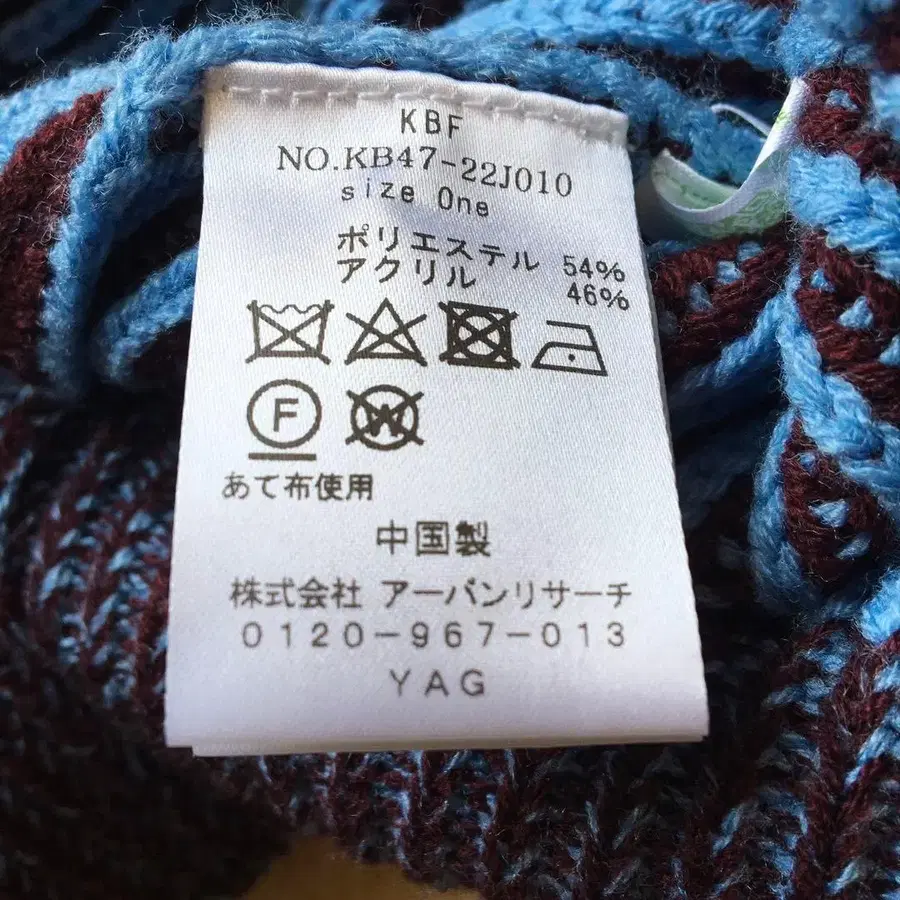 KBF
NO.KB47-22J010
size One
ポリエステル 54%
アクリル 46%
F W
あて布使用
中国製
株式会社 アーバンリサーチ
0120-967-013
YAG